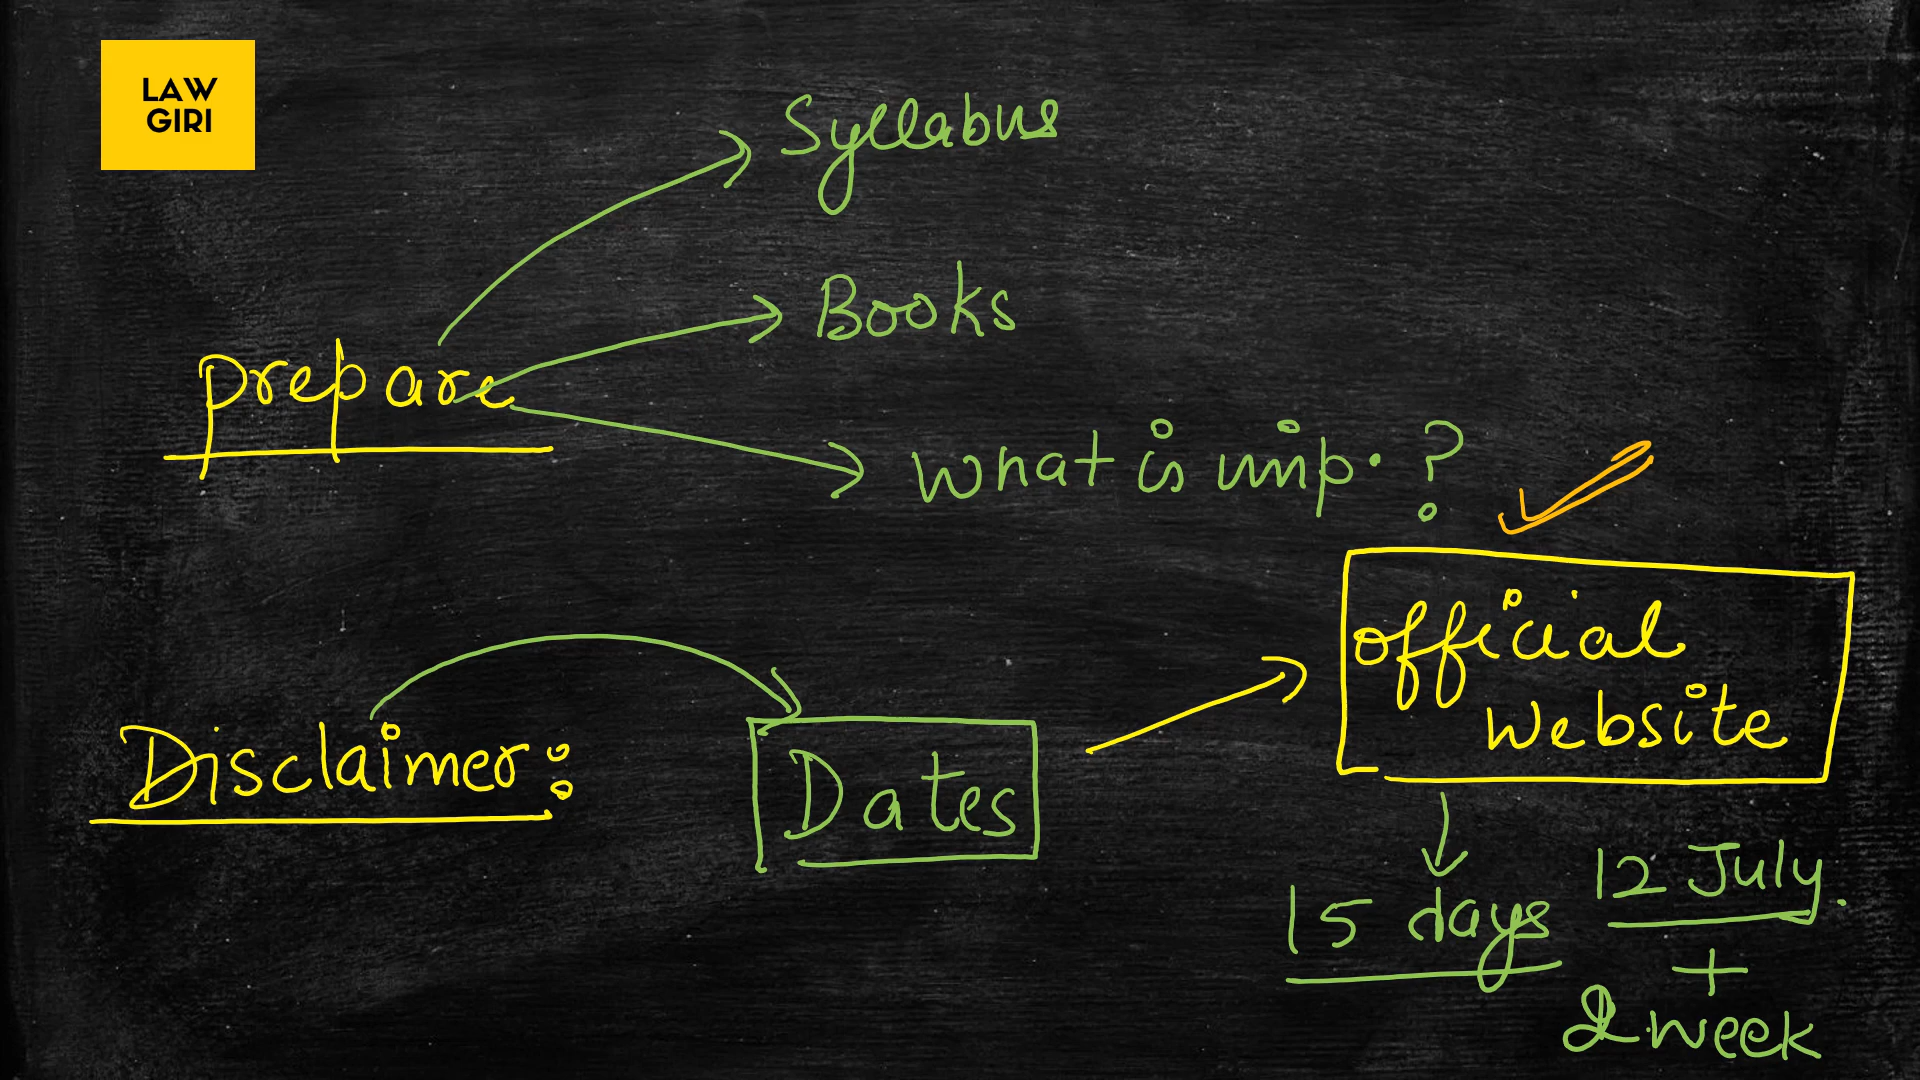 LAW
GIRI
Syllabus
Books
prepare
What is imp. ?
official
website
Disclaimer:
Dates
15 days
12 July.
+
2 week